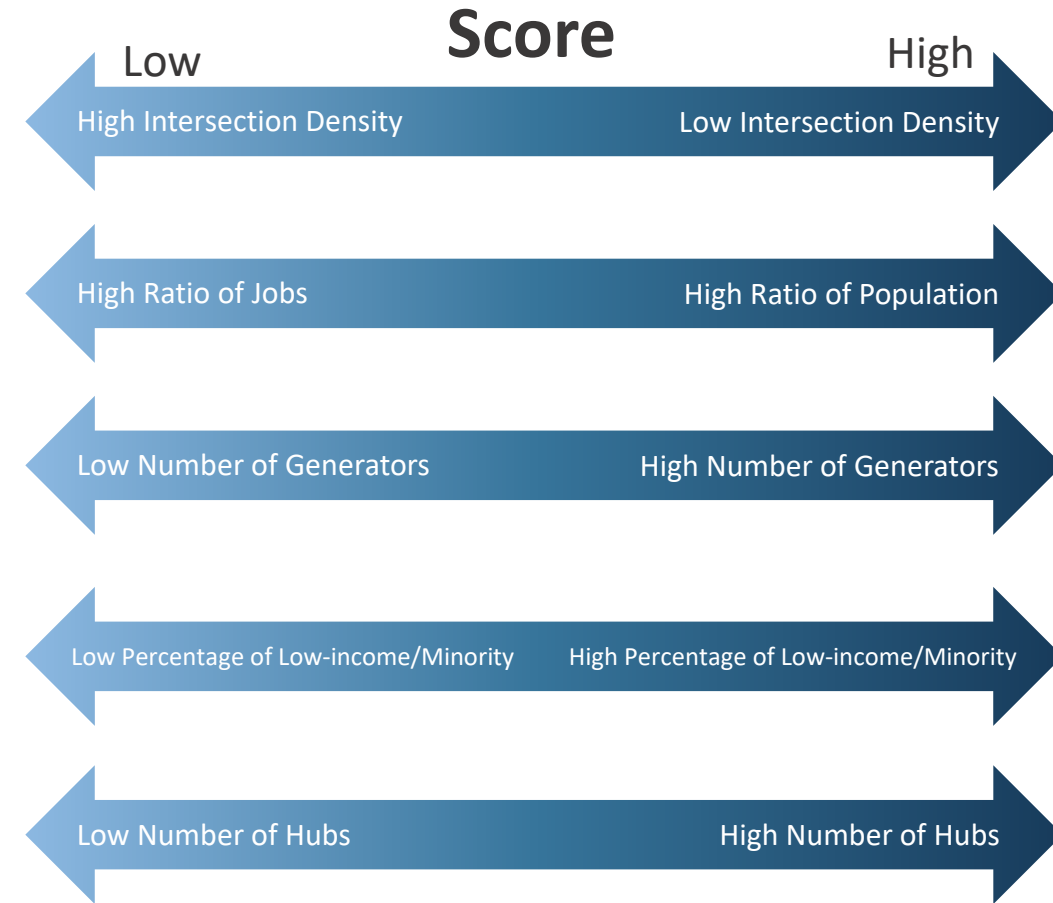 Score
Low
High
High Intersection Density
Low Intersection Density
High Ratio of Jobs
High Ratio of Population
Low Number of Generators
High Number of Generators
Low Percentage of Low-income/Minority
High Percentage of Low-income/Minority
Low Number of Hubs
High Number of Hubs